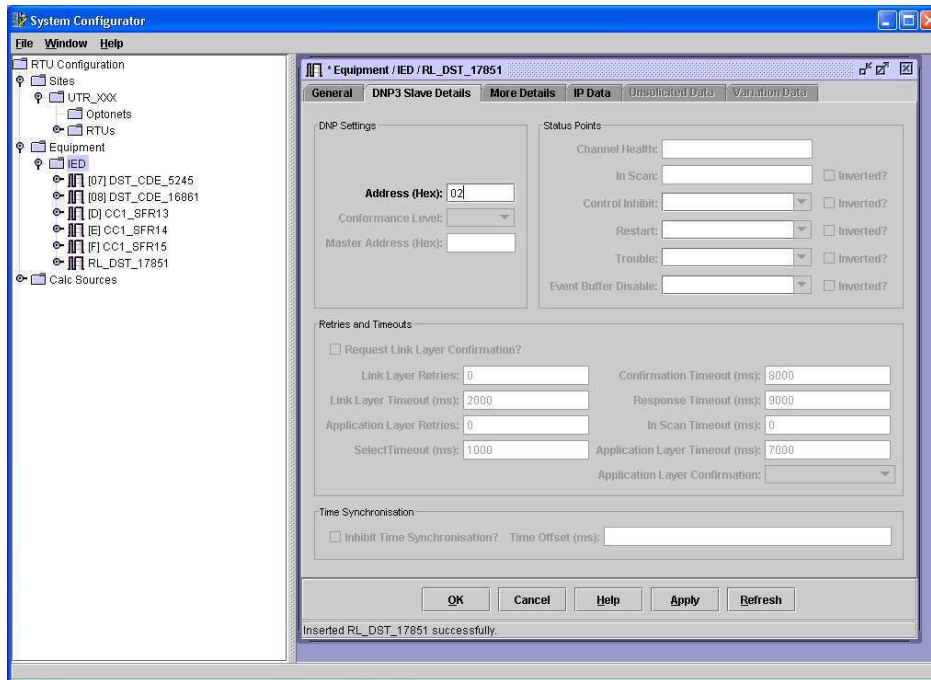 System Configurator
File Window Help
RTU Configuration
Sites
UTR_XXX
Optonets
RTUs
Equipment
IED
[07] DST_CDE_5245
[08] DST_CDE_16861
[D] CC1_SFR13
[E] CC1_SFR14
[F] CC1_SFR15
RL_DST_17851
Calc Sources
* Equipment / IED / RL_DST_17851
General DNP3 Slave Details More Details IP Data Unsolicited Data Variation Data
DNP Settings
Address (Hex): 02
Conformance Level:
Master Address (Hex):
Status Points
Channel Health:
In Scan: Inverted?
Control Inhibit: Inverted?
Restart: Inverted?
Trouble: Inverted?
Event Buffer Disable: Inverted?
Retries and Timeouts
Request Link Layer Confirmation?
Link Layer Retries: 0 Confirmation Timeout (ms): 8000
Link Layer Timeout (ms): 2000 Response Timeout (ms): 9000
Application Layer Retries: 0 In Scan Timeout (ms): 0
SelectTimeout (ms): 1000 Application Layer Timeout (ms): 7000
Application Layer Confirmation:
Time Synchronisation
Inhibit Time Synchronisation? Time Offset (ms):
OK Cancel Help Apply Refresh
Inserted RL_DST_17851 successfully.